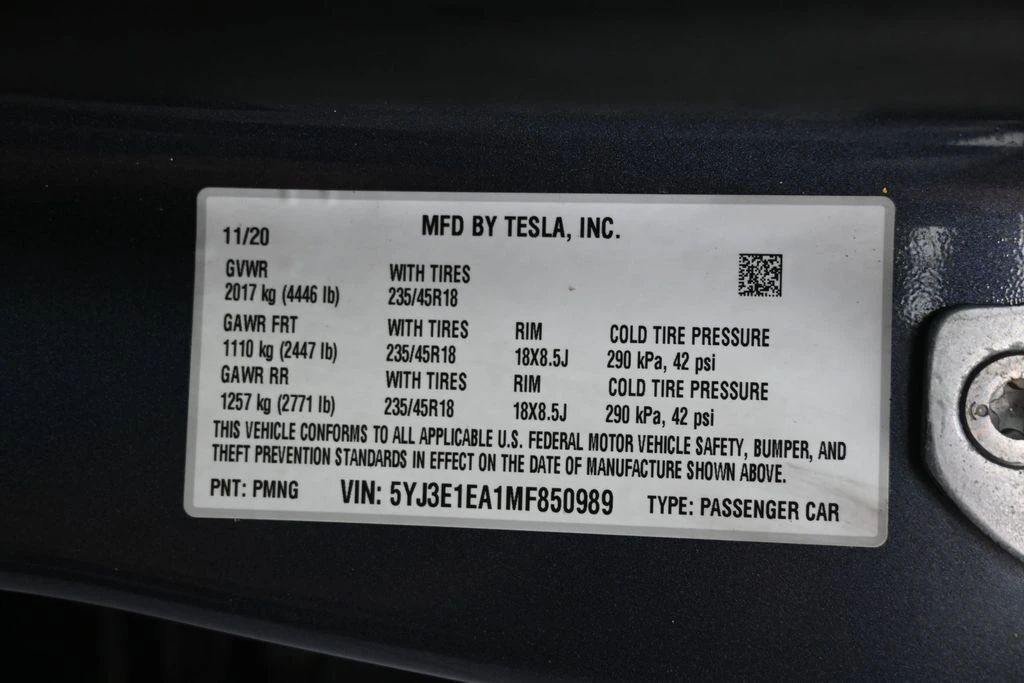 MFD BY TESLA, INC.
11/20
GVWR WITH TIRES
2017 kg (4446 lb) 235/45R18
GAWR FRT WITH TIRES RIM COLD TIRE PRESSURE
1110 kg (2447 lb) 235/45R18 18X8.5J 290 kPa, 42 psi
GAWR RR WITH TIRES RIM COLD TIRE PRESSURE
1257 kg (2771 lb) 235/45R18 18X8.5J 290 kPa, 42 psi
THIS VEHICLE CONFORMS TO ALL APPLICABLE U.S. FEDERAL MOTOR VEHICLE SAFETY, BUMPER, AND
THEFT PREVENTION STANDARDS IN EFFECT ON THE DATE OF MANUFACTURE SHOWN ABOVE.
PNT: PMNG VIN: 5YJ3E1EA1MF850989 TYPE: PASSENGER CAR